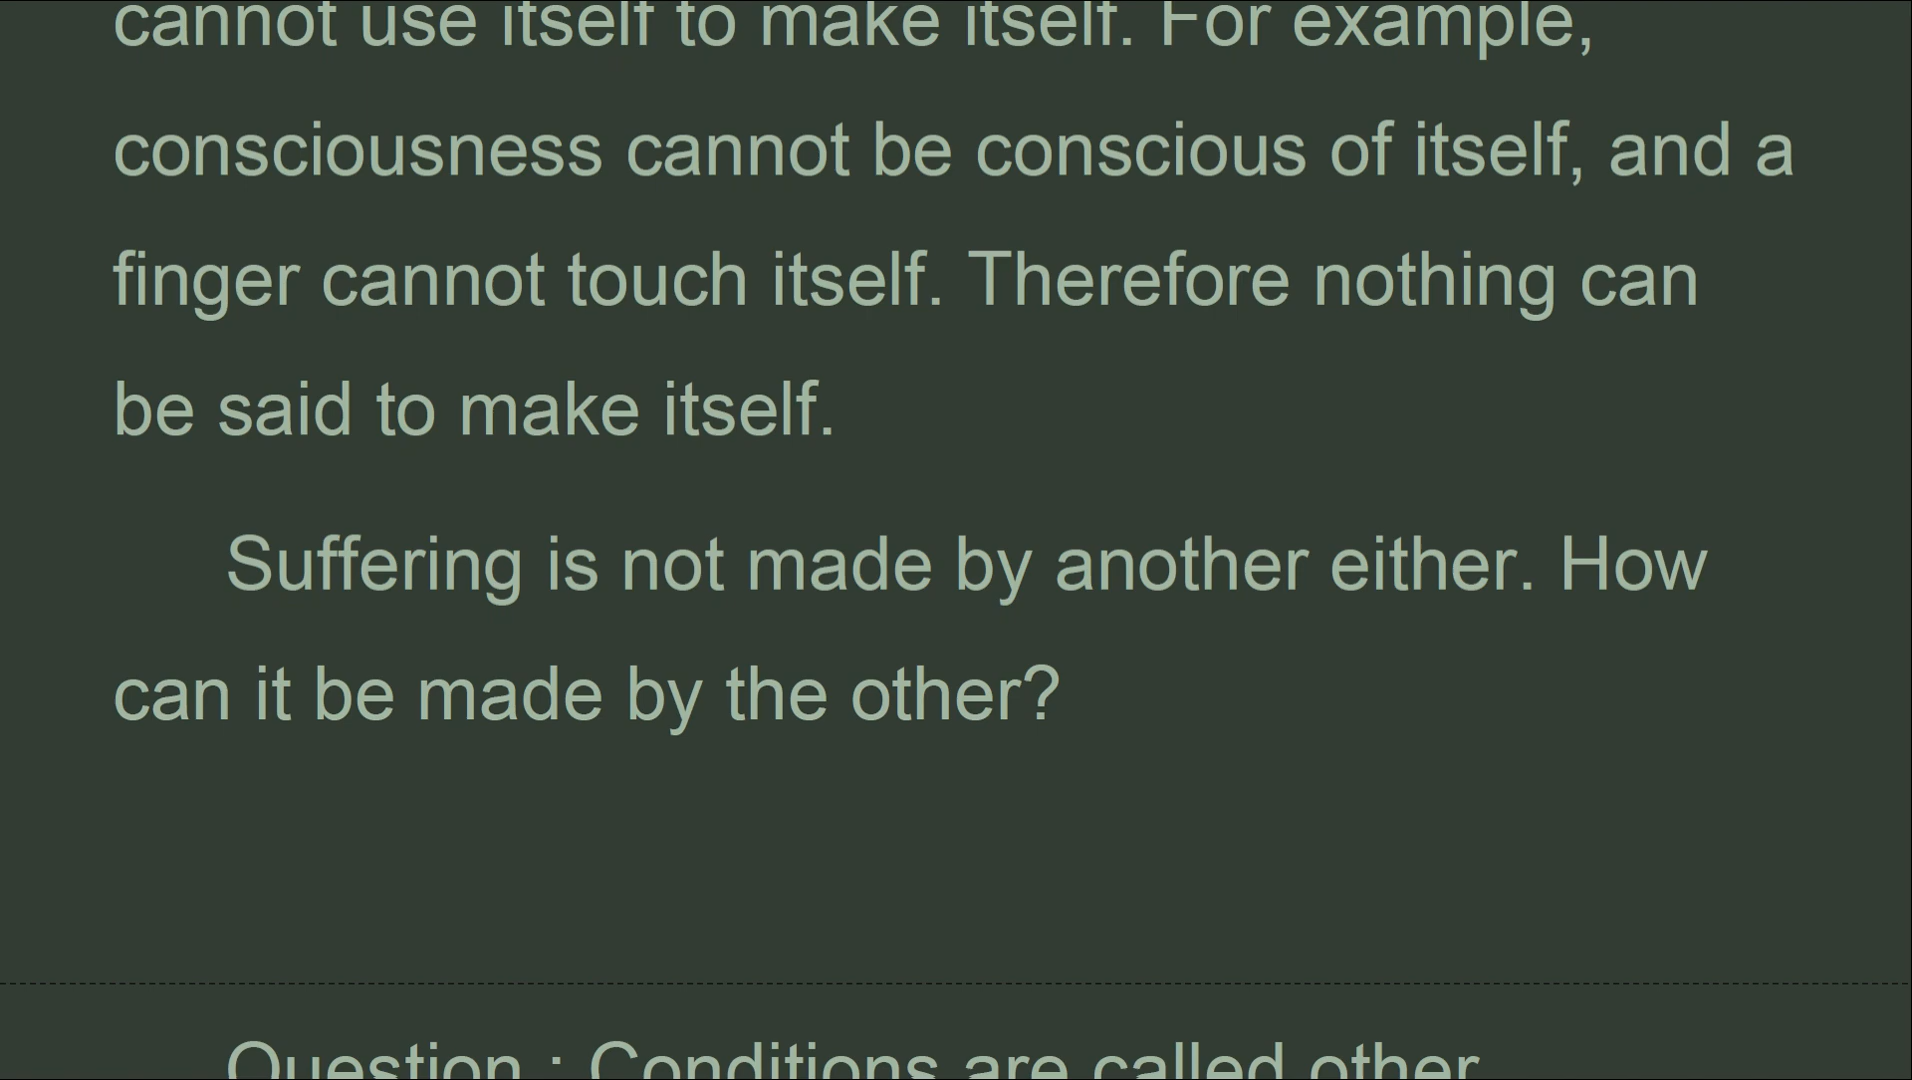 cannot use itself to make itself. For example,
consciousness cannot be conscious of itself, and a
finger cannot touch itself. Therefore nothing can
be said to make itself.
Suffering is not made by another either. How
can it be made by the other?
Question : Conditions are called other